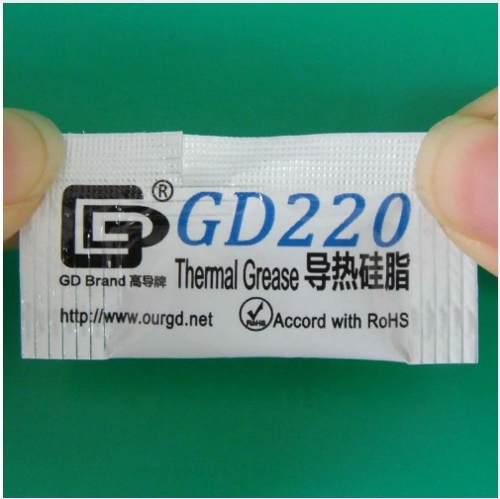 GD ® GD220
GD Brand 高导牌 Thermal Grease 导热硅脂
http://www.ourgd.net RoHS Accord with RoHS